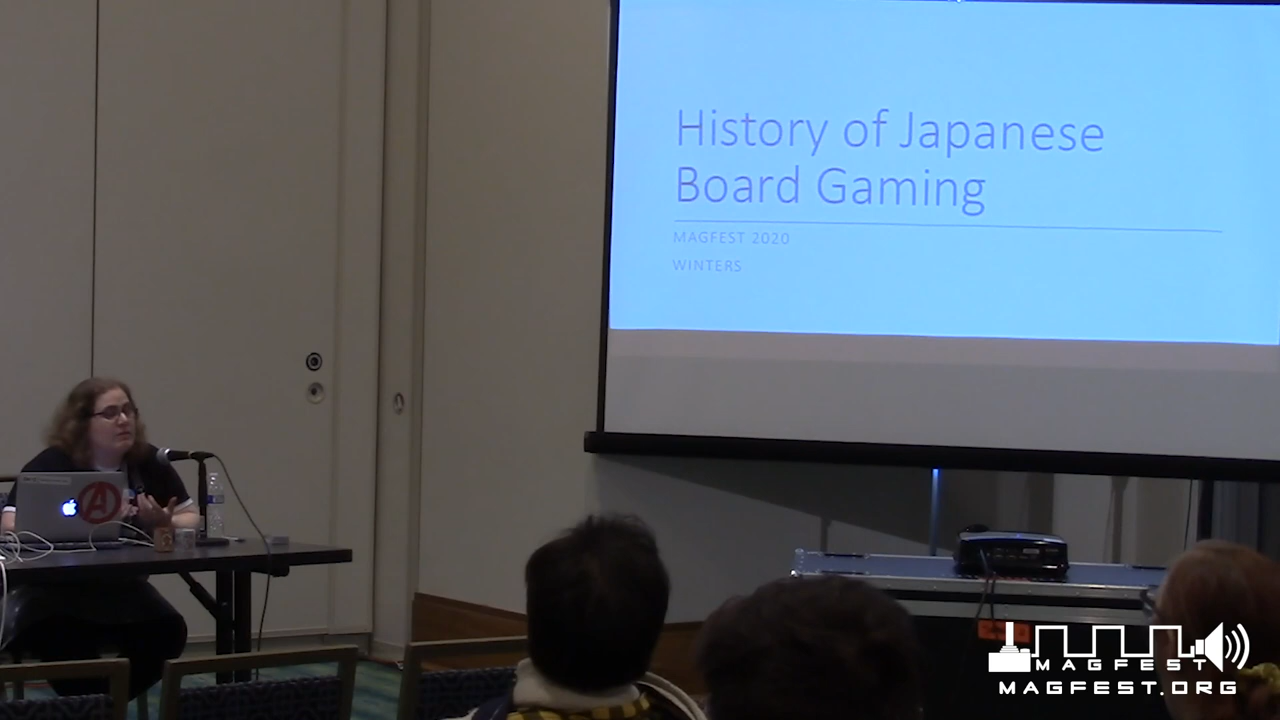 History of Japanese
Board Gaming
MAGFEST 2020
WINTERS
MAGFEST
MAGFEST.ORG